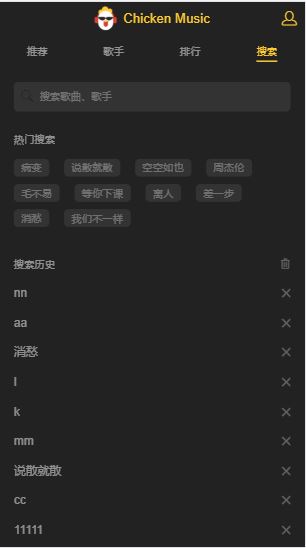 Chicken Music
推荐 歌手 排行 搜索
搜索歌曲、歌手
热门搜索
病变 说散就散 空空如也 周杰伦
毛不易 等你下课 离人 差一步
消愁 我们不一样
搜索历史
nn
aa
消愁
l
k
mm
说散就散
cc
11111